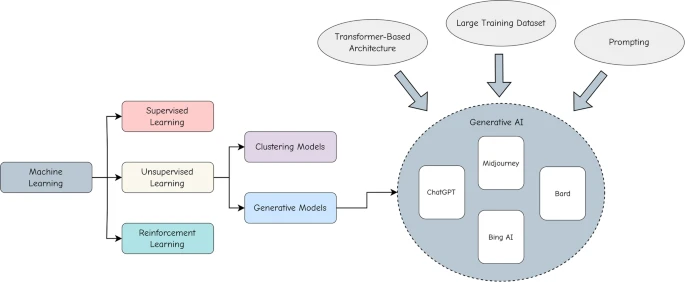 Transformer-Based
Architecture
Large Training Dataset
Prompting
Machine
Learning
Supervised
Learning
Unsupervised
Learning
Reinforcement
Learning
Clustering Models
Generative Models
Generative AI
ChatGPT
Midjourney
Bard
Bing AI